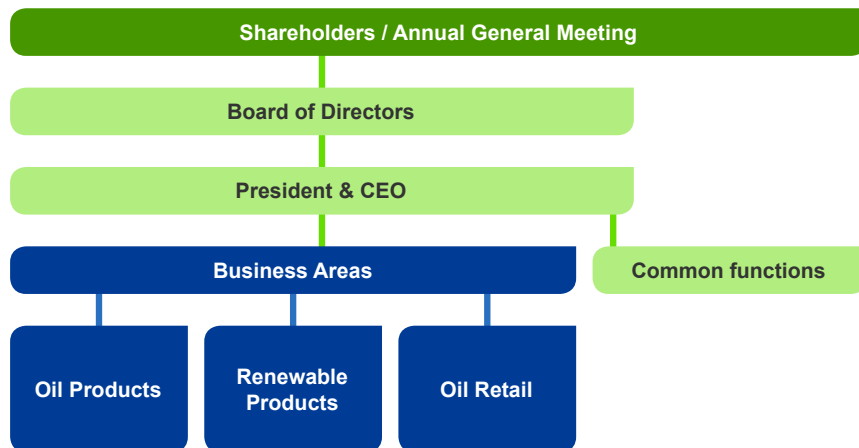 Shareholders / Annual General Meeting
Board of Directors
President & CEO
Business Areas
Common functions
Oil Products
Renewable
Products
Oil Retail